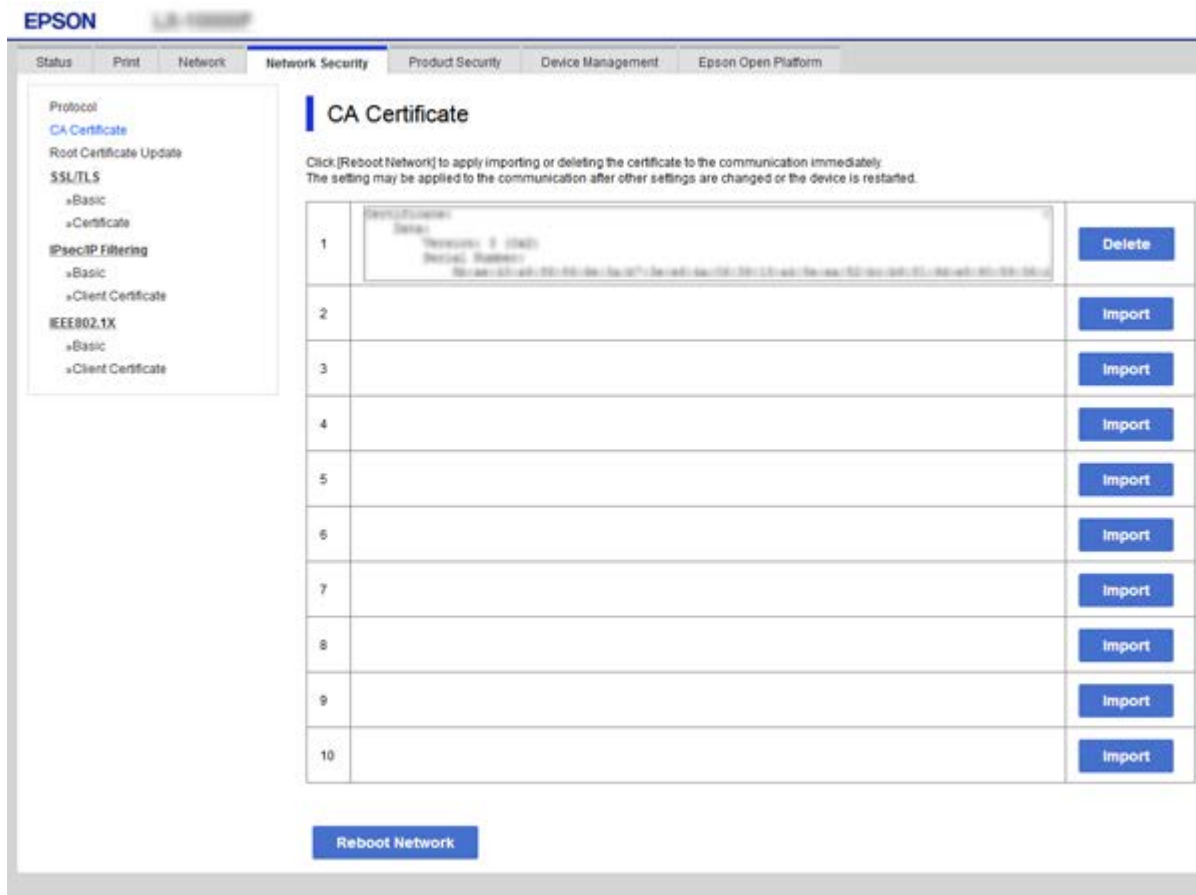 EPSON
Status Print Network Network Security Product Security Device Management Epson Open Platform
Protocol
CA Certificate
Root Certificate Update
SSL/TLS
»Basic
»Certificate
IPsec/IP Filtering
»Basic
»Client Certificate
IEEE802.1X
»Basic
»Client Certificate
CA Certificate
Click [Reboot Network] to apply importing or deleting the certificate to the communication immediately.
The setting may be applied to the communication after other settings are changed or the device is restarted.
Certificate:
Data:
1 Delete
Serial Number:
2 Import
3 Import
4 Import
5 Import
6 Import
7 Import
8 Import
9 Import
10 Import
Reboot Network